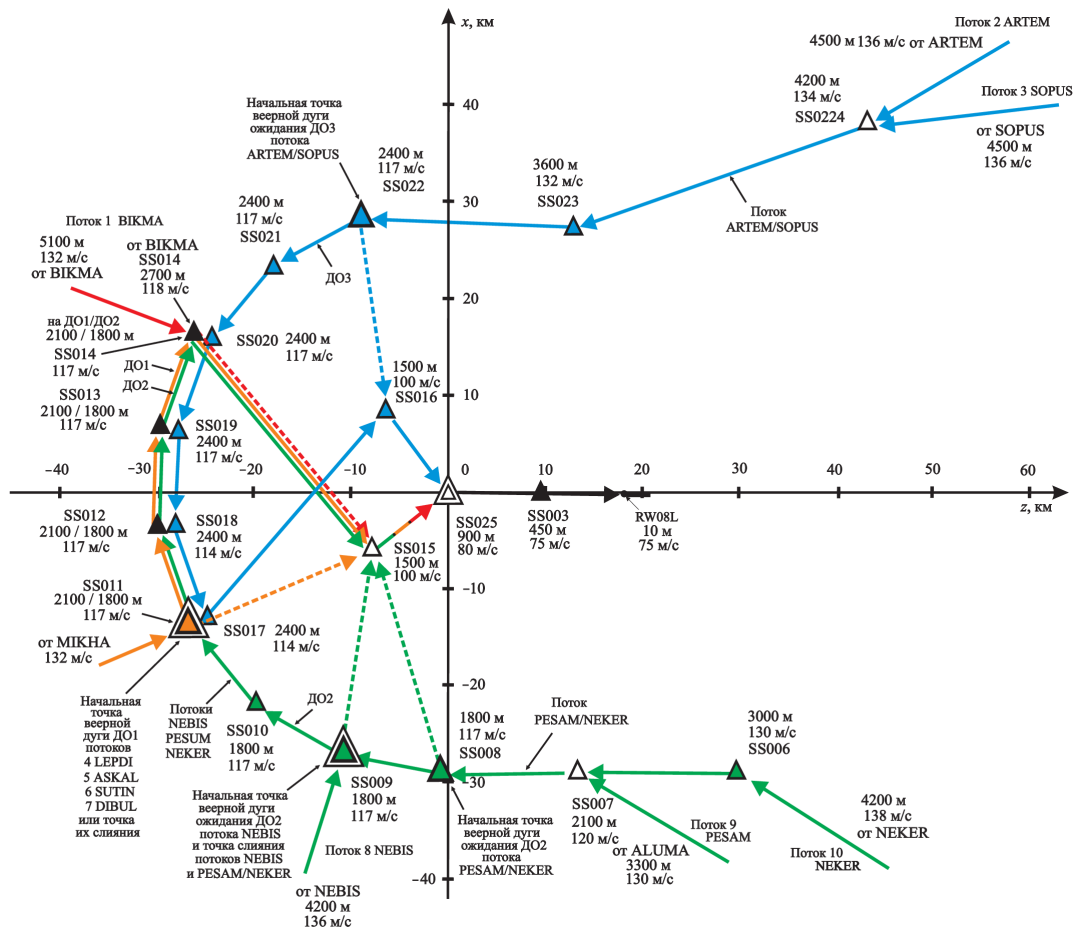 x, км
Поток 2 ARTEM
4500 м 136 м/с от ARTEM
4200 м
134 м/с
SS0224
Поток 3 SOPUS
от SOPUS
4500 м
136 м/с
Начальная точка
веерной дуги
ожидания ДО3
потока
ARTEM/SOPUS
2400 м
117 м/с
SS022
3600 м
132 м/с
SS023
Поток
ARTEM/SOPUS
2400 м
117 м/с
SS021
ДО3
Поток 1 BIKMA
5100 м
132 м/с
от BIKMA
от BIKMA
SS014
2700 м
118 м/с
на ДО1/ДО2
2100 / 1800 м
SS014
117 м/с
SS020
2400 м
117 м/с
ДО1
ДО2
SS013
2100 / 1800 м
117 м/с
1500 м
100 м/с
SS016
SS019
2400 м
117 м/с
40
30
20
10
−40
−30
−20
−10
0
10
20
30
40
50
60
z, км
SS012
2100 / 1800 м
117 м/с
SS018
2400 м
114 м/с
SS015
1500 м
100 м/с
SS025
900 м
80 м/с
SS003
450 м
75 м/с
RW08L
10 м
75 м/с
−10
SS011
2100 / 1800 м
117 м/с
от MIKHA
132 м/с
SS017
2400 м
114 м/с
−20
Начальная
точка
веерной
дуги ДО1
потоков
4 LEPDI
5 ASKAL
6 SUTIN
7 DIBUL
или точка
их слияния
Потоки
NEBIS
PESUM
NEKER
SS010
1800 м
117 м/с
ДО2
1800 м
117 м/с
SS008
Поток
PESAM/NEKER
3000 м
130 м/с
SS006
−30
SS009
1800 м
117 м/с
Начальная точка
веерной дуги
ожидания ДО2
потока NEBIS
и точка слияния
потоков NEBIS
и PESAM/NEKER
Поток 8 NEBIS
Начальная точка
веерной дуги
ожидания ДО2
потока
PESAM/NEKER
SS007
2100 м
120 м/с
Поток 9
PESAM
от ALUMA
3300 м
130 м/с
4200 м
138 м/с
от NEKER
Поток 10
NEKER
−40
от NEBIS
4200 м
136 м/с